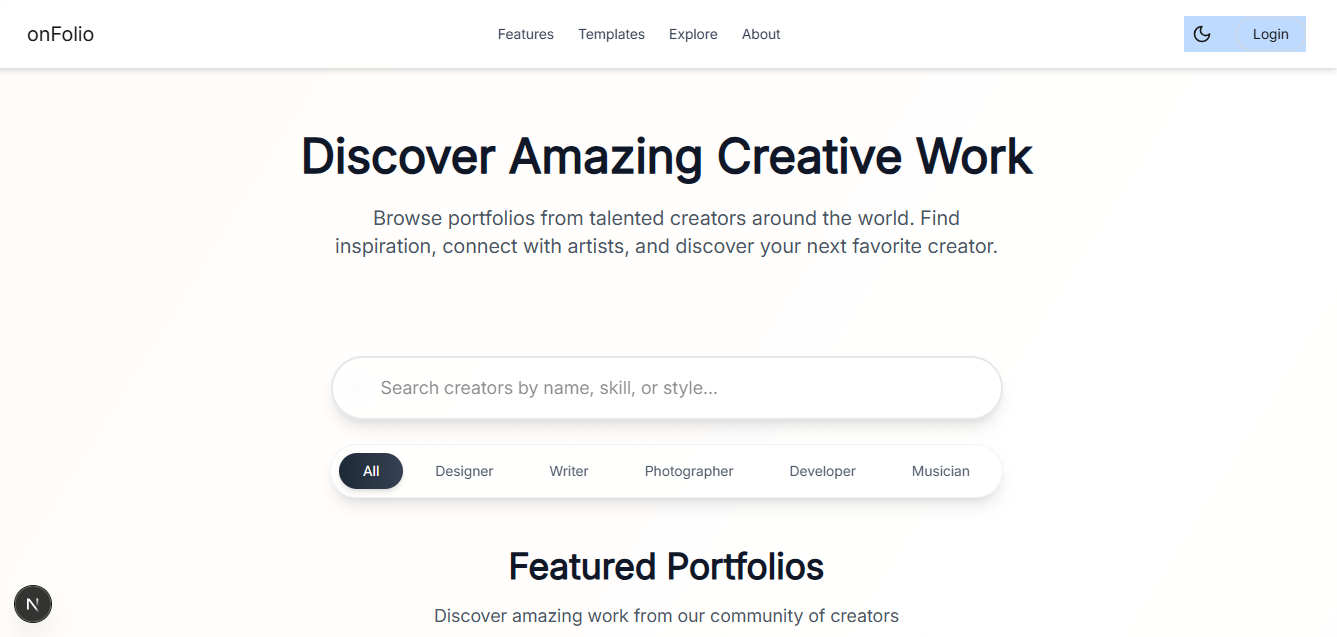 onFolio
Features Templates Explore About
Login
Discover Amazing Creative Work
Browse portfolios from talented creators around the world. Find
inspiration, connect with artists, and discover your next favorite creator.
Search creators by name, skill, or style...
All Designer Writer Photographer Developer Musician
Featured Portfolios
Discover amazing work from our community of creators
N